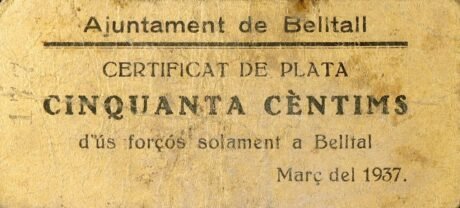 Ajuntament de Belltall
CERTIFICAT DE PLATA
CINQUANTA CÈNTIMS
d'ús forçós solament a Belltal
Març del 1937.